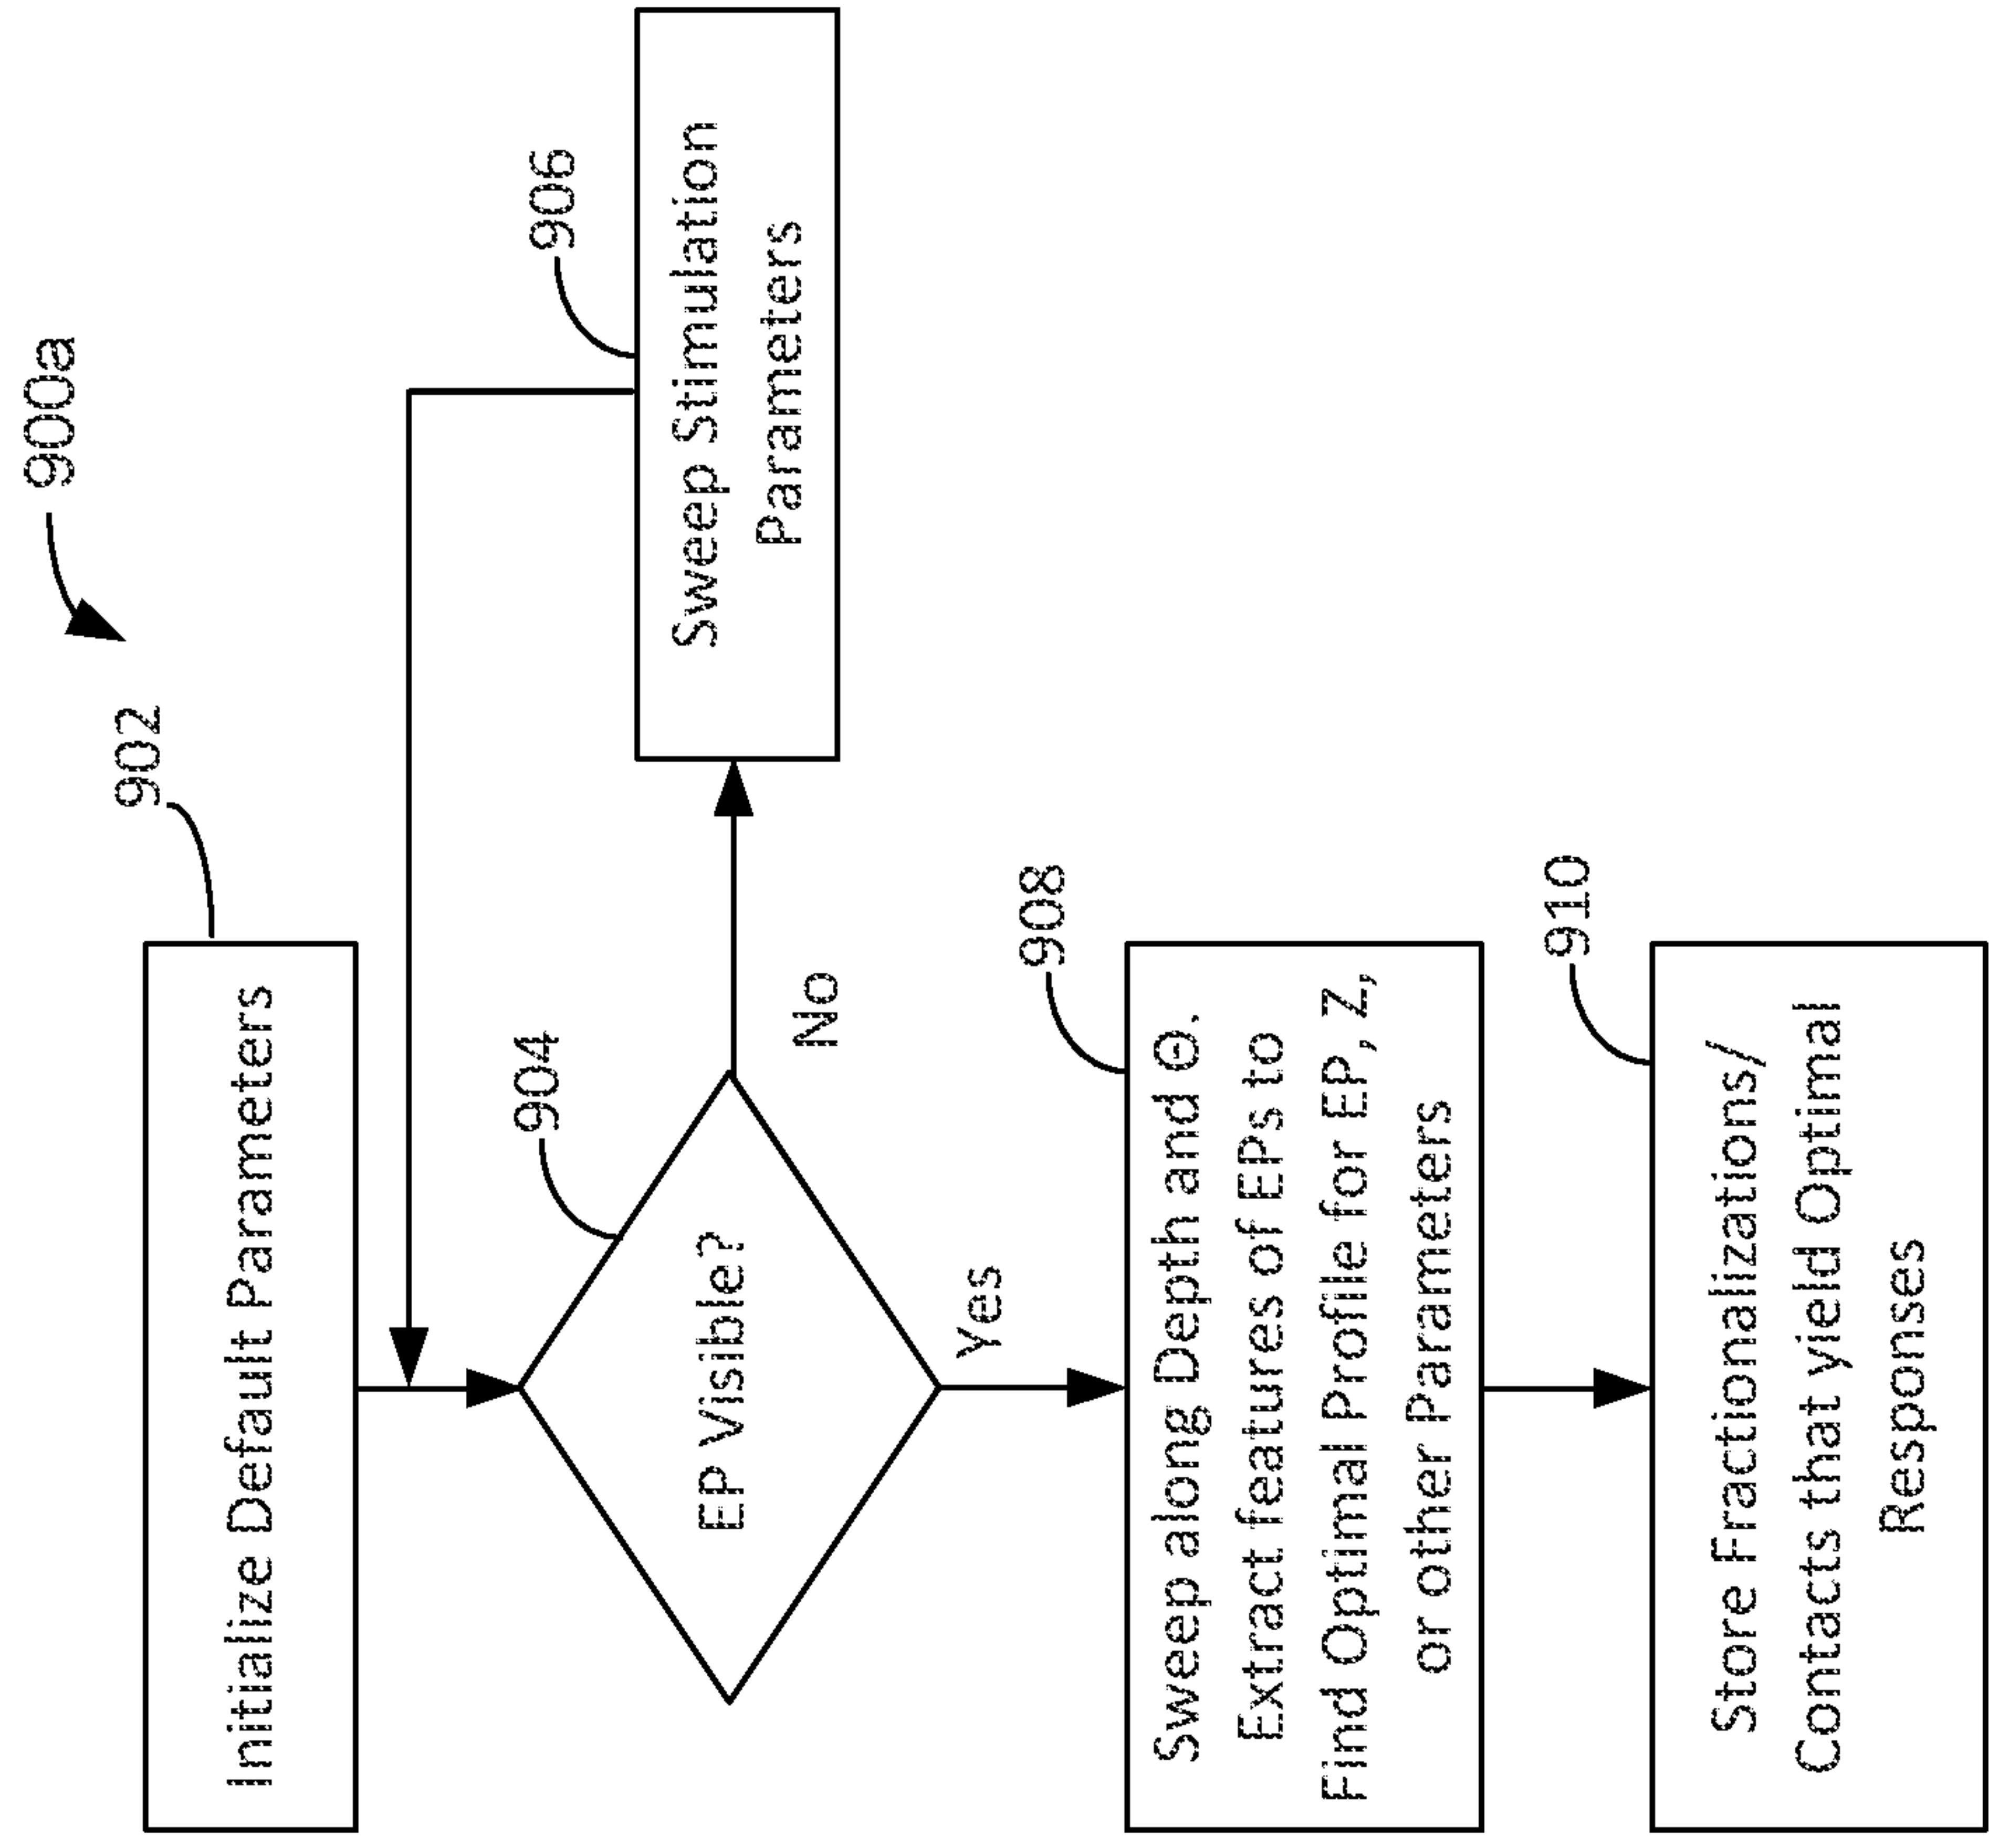 900a
902
Initialize Default Parameters
904
EP Visible?
No
906
Sweep Stimulation
Parameters
Yes
908
Sweep along Depth and Θ.
Extract features of EPs to
Find Optimal Profile for EP, Z,
or other Parameters
910
Store Fractionalizations/
Contacts that yield Optimal
Responses